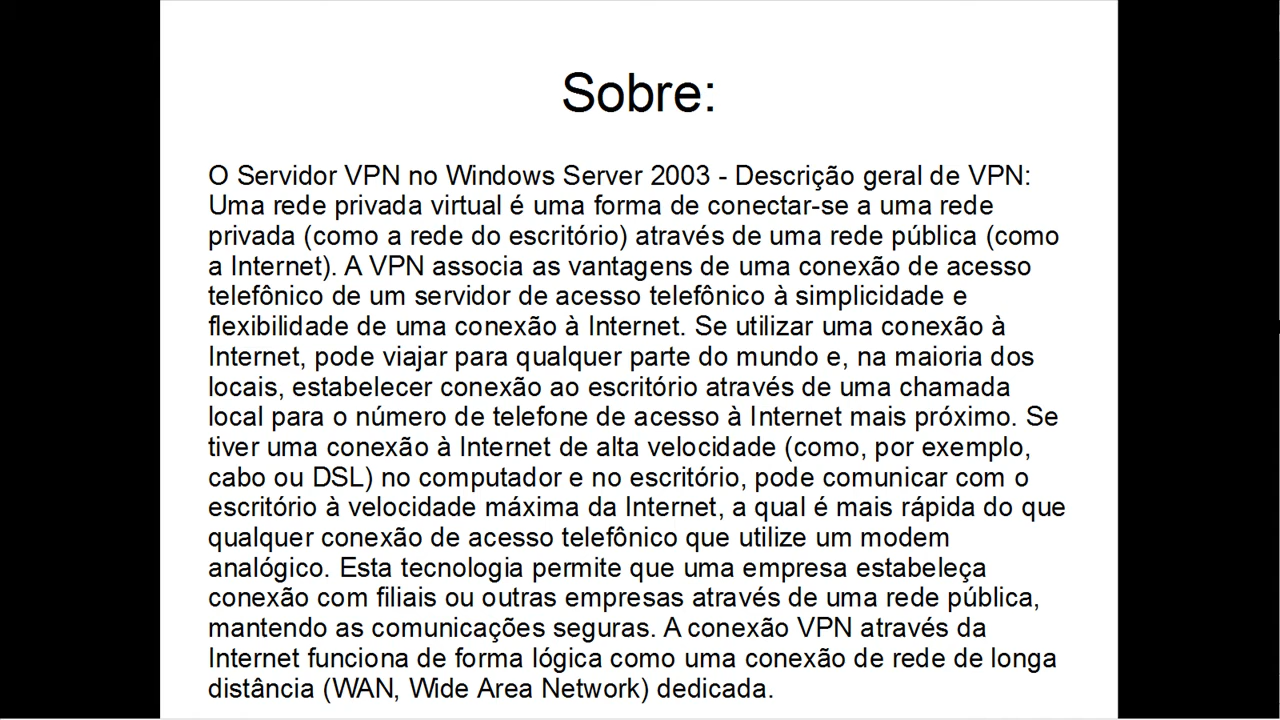 Sobre:
O Servidor VPN no Windows Server 2003 - Descrição geral de VPN:
Uma rede privada virtual é uma forma de conectar-se a uma rede
privada (como a rede do escritório) através de uma rede pública (como
a Internet). A VPN associa as vantagens de uma conexão de acesso
telefônico de um servidor de acesso telefônico à simplicidade e
flexibilidade de uma conexão à Internet. Se utilizar uma conexão à
Internet, pode viajar para qualquer parte do mundo e, na maioria dos
locais, estabelecer conexão ao escritório através de uma chamada
local para o número de telefone de acesso à Internet mais próximo. Se
tiver uma conexão à Internet de alta velocidade (como, por exemplo,
cabo ou DSL) no computador e no escritório, pode comunicar com o
escritório à velocidade máxima da Internet, a qual é mais rápida do que
qualquer conexão de acesso telefônico que utilize um modem
analógico. Esta tecnologia permite que uma empresa estabeleça
conexão com filiais ou outras empresas através de uma rede pública,
mantendo as comunicações seguras. A conexão VPN através da
Internet funciona de forma lógica como uma conexão de rede de longa
distância (WAN, Wide Area Network) dedicada.